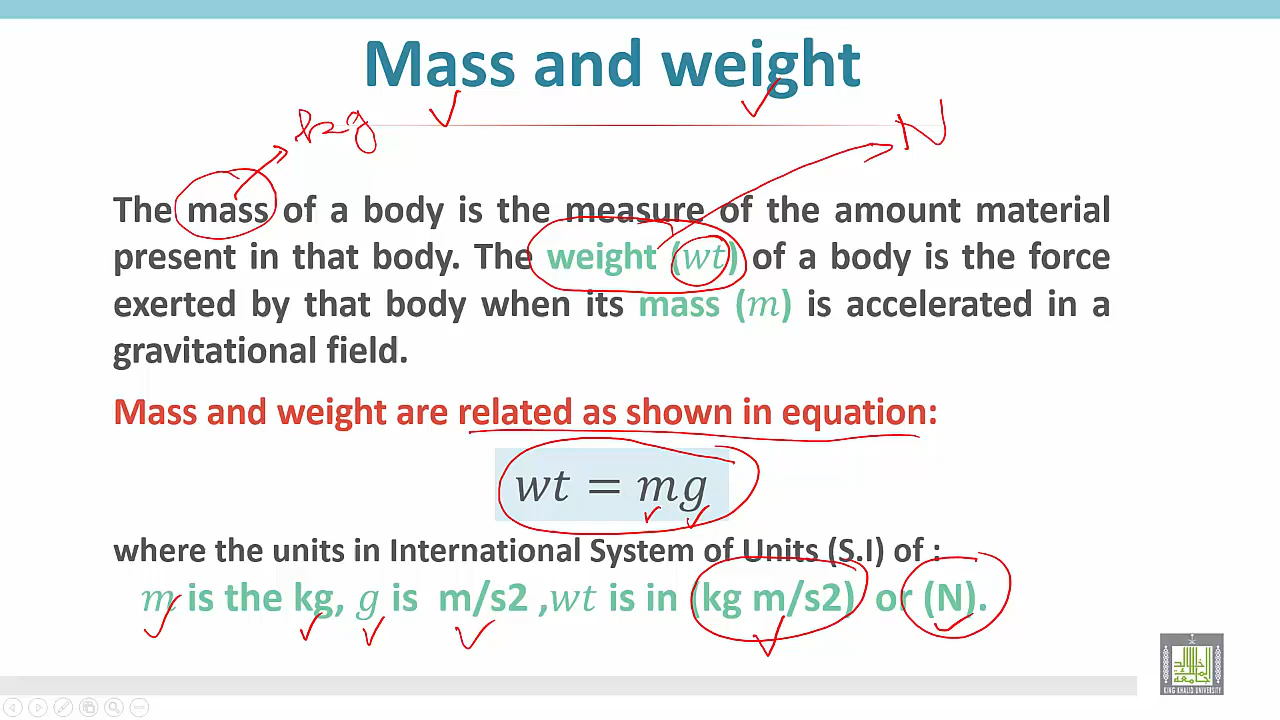 Mass and weight
kg
N
The mass of a body is the measure of the amount material
present in that body. The weight (wt) of a body is the force
exerted by that body when its mass (m) is accelerated in a
gravitational field.
Mass and weight are related as shown in equation:
wt = mg
where the units in International System of Units (S.I) of :
m is the kg, g is m/s2 ,wt is in (kg m/s2) or (N).
KING KHALID UNIVERSITY